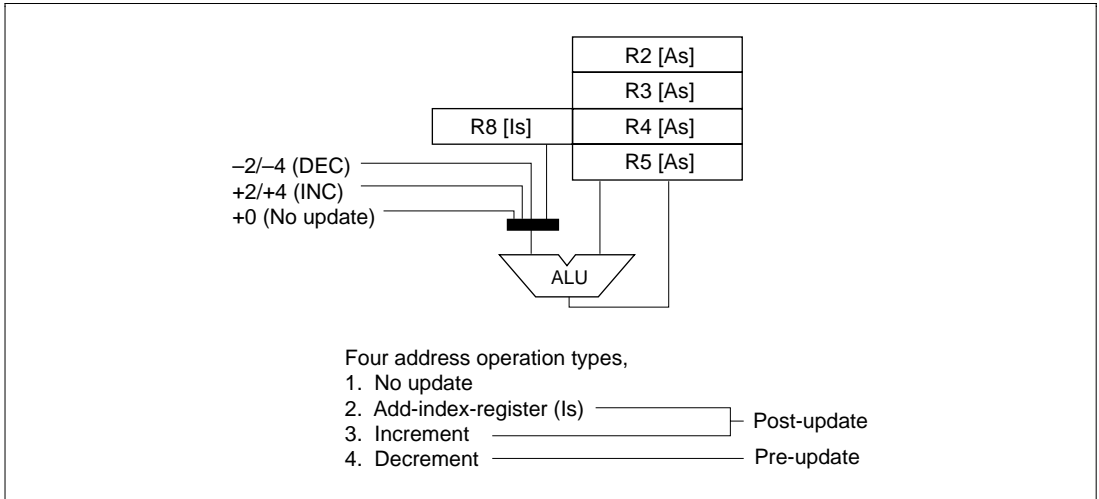 R2 [As]
R3 [As]
R8 [Is]
R4 [As]
R5 [As]
–2/–4 (DEC)
+2/+4 (INC)
+0 (No update)
ALU
Four address operation types,
1. No update
2. Add-index-register (Is)
3. Increment
Post-update
4. Decrement
Pre-update